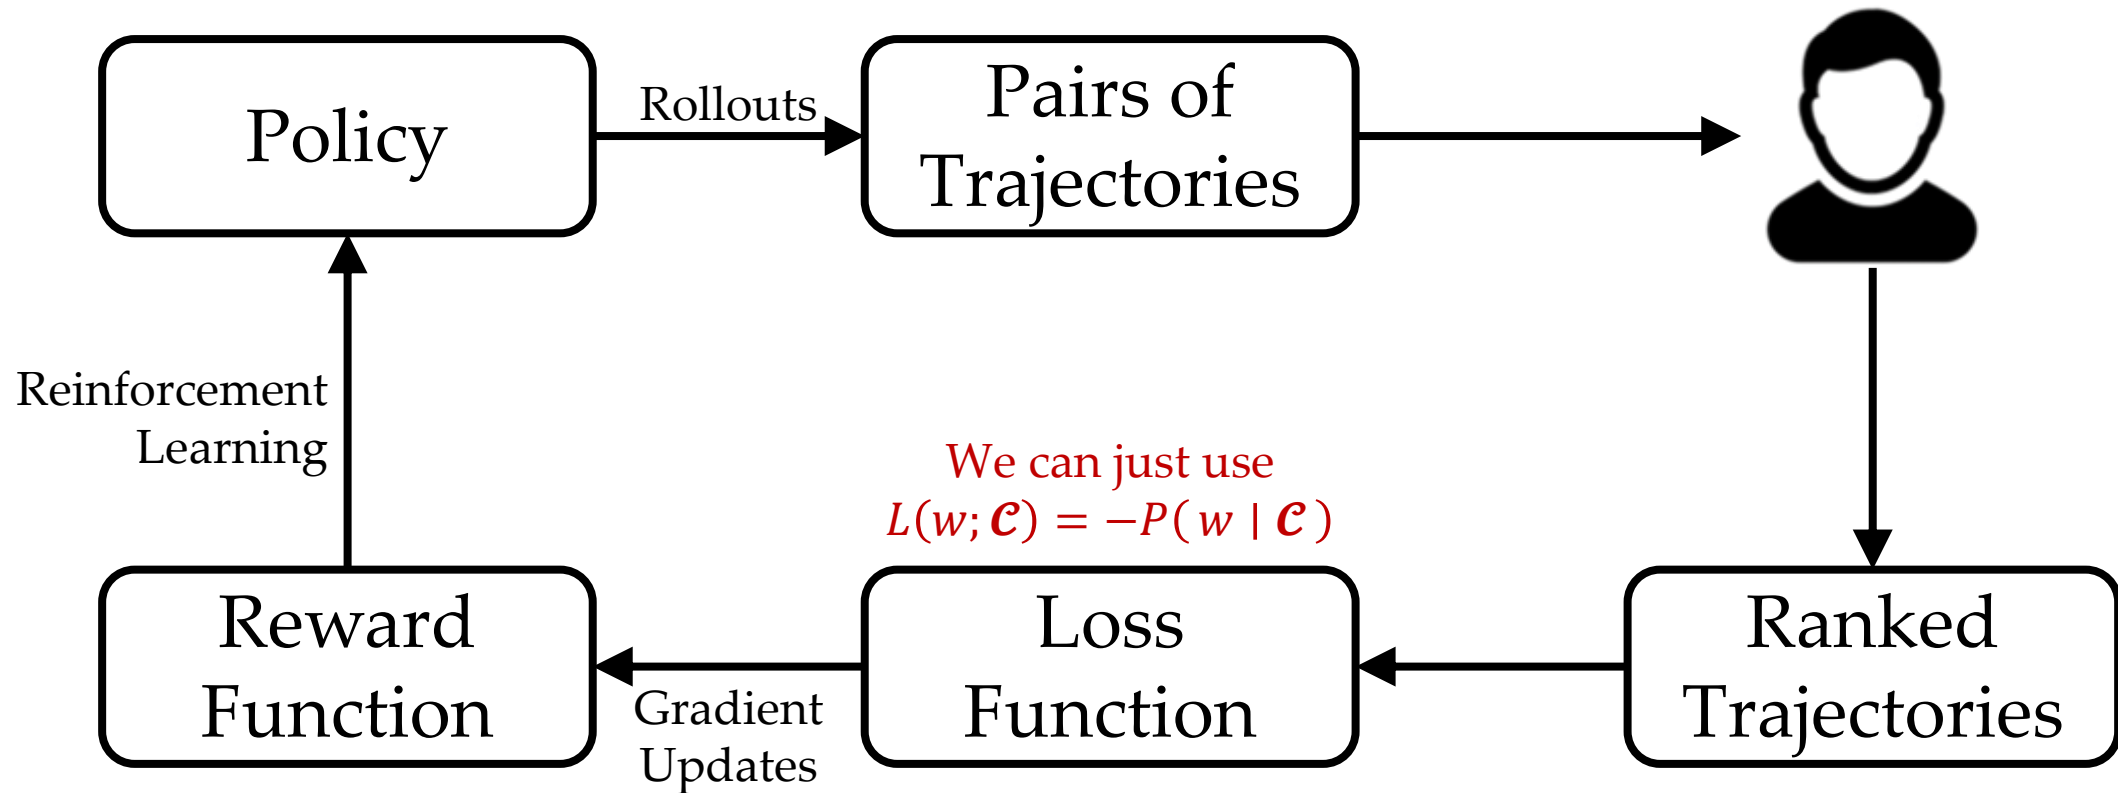 Policy
Rollouts
Pairs of
Trajectories
Reinforcement
Learning
We can just use
L(w; 𝓒) = −P( w | 𝓒 )
Reward
Function
Gradient
Updates
Loss
Function
Ranked
Trajectories